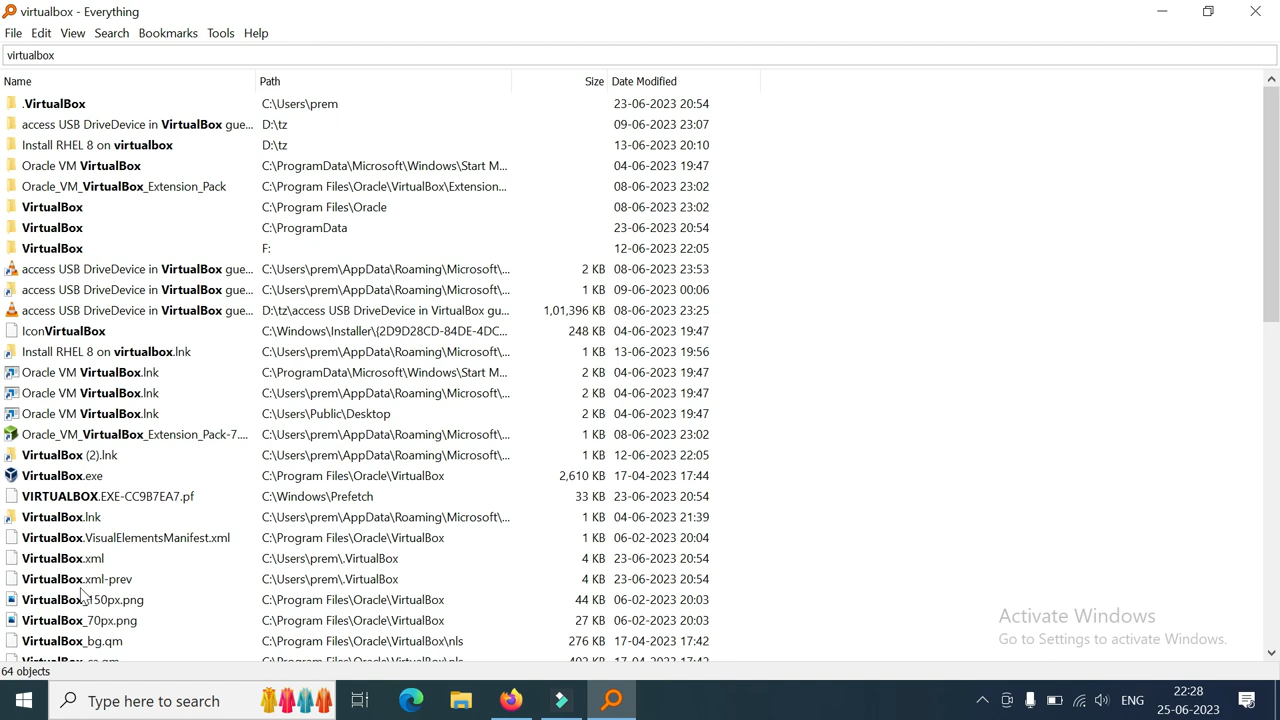 virtualbox - Everything
File Edit View Search Bookmarks Tools Help
virtualbox
Name Path Size Date Modified
.VirtualBox C:\Users\prem 23-06-2023 20:54
access USB DriveDevice in VirtualBox gue... D:\tz 09-06-2023 23:07
Install RHEL 8 on virtualbox D:\tz 13-06-2023 20:10
Oracle VM VirtualBox C:\ProgramData\Microsoft\Windows\Start M... 04-06-2023 19:47
Oracle_VM_VirtualBox_Extension_Pack C:\Program Files\Oracle\VirtualBox\Extension... 08-06-2023 23:02
VirtualBox C:\Program Files\Oracle 08-06-2023 23:02
VirtualBox C:\ProgramData 23-06-2023 20:54
VirtualBox F: 12-06-2023 22:05
access USB DriveDevice in VirtualBox gue... C:\Users\prem\AppData\Roaming\Microsoft\... 2 KB 08-06-2023 23:53
access USB DriveDevice in VirtualBox gue... C:\Users\prem\AppData\Roaming\Microsoft\... 1 KB 09-06-2023 00:06
access USB DriveDevice in VirtualBox gue... D:\tz\access USB DriveDevice in VirtualBox gu... 1,01,396 KB 08-06-2023 23:25
IconVirtualBox C:\Windows\Installer\{2D9D28CD-84DE-4DC... 248 KB 04-06-2023 19:47
Install RHEL 8 on virtualbox.lnk C:\Users\prem\AppData\Roaming\Microsoft\... 1 KB 13-06-2023 19:56
Oracle VM VirtualBox.lnk C:\ProgramData\Microsoft\Windows\Start M... 2 KB 04-06-2023 19:47
Oracle VM VirtualBox.lnk C:\Users\prem\AppData\Roaming\Microsoft\... 2 KB 04-06-2023 19:47
Oracle VM VirtualBox.lnk C:\Users\Public\Desktop 2 KB 04-06-2023 19:47
Oracle_VM_VirtualBox_Extension_Pack-7.... C:\Users\prem\AppData\Roaming\Microsoft\... 1 KB 08-06-2023 23:02
VirtualBox (2).lnk C:\Users\prem\AppData\Roaming\Microsoft\... 1 KB 12-06-2023 22:05
VirtualBox.exe C:\Program Files\Oracle\VirtualBox 2,610 KB 17-04-2023 17:44
VIRTUALBOX.EXE-CC9B7EA7.pf C:\Windows\Prefetch 33 KB 23-06-2023 20:54
VirtualBox.lnk C:\Users\prem\AppData\Roaming\Microsoft\... 1 KB 04-06-2023 21:39
VirtualBox.VisualElementsManifest.xml C:\Program Files\Oracle\VirtualBox 1 KB 06-02-2023 20:04
VirtualBox.xml C:\Users\prem\.VirtualBox 4 KB 23-06-2023 20:54
VirtualBox.xml-prev C:\Users\prem\.VirtualBox 4 KB 23-06-2023 20:54
VirtualBox_150px.png C:\Program Files\Oracle\VirtualBox 44 KB 06-02-2023 20:03
VirtualBox_70px.png C:\Program Files\Oracle\VirtualBox 27 KB 06-02-2023 20:03
VirtualBox_bg.qm C:\Program Files\Oracle\VirtualBox\nls 276 KB 17-04-2023 17:42
Activate Windows
Go to Settings to activate Windows.
64 objects
Type here to search
ENG
22:28
25-06-2023